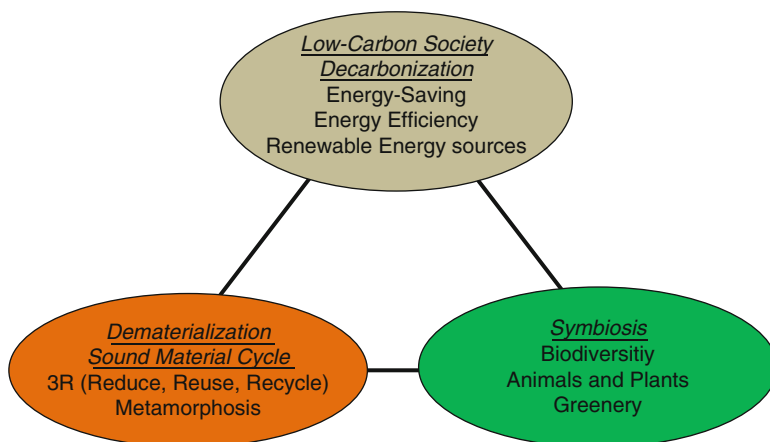 Low-Carbon Society
Decarbonization
Energy-Saving
Energy Efficiency
Renewable Energy sources
Dematerialization
Sound Material Cycle
3R (Reduce, Reuse, Recycle)
Metamorphosis
Symbiosis
Biodiversitiy
Animals and Plants
Greenery